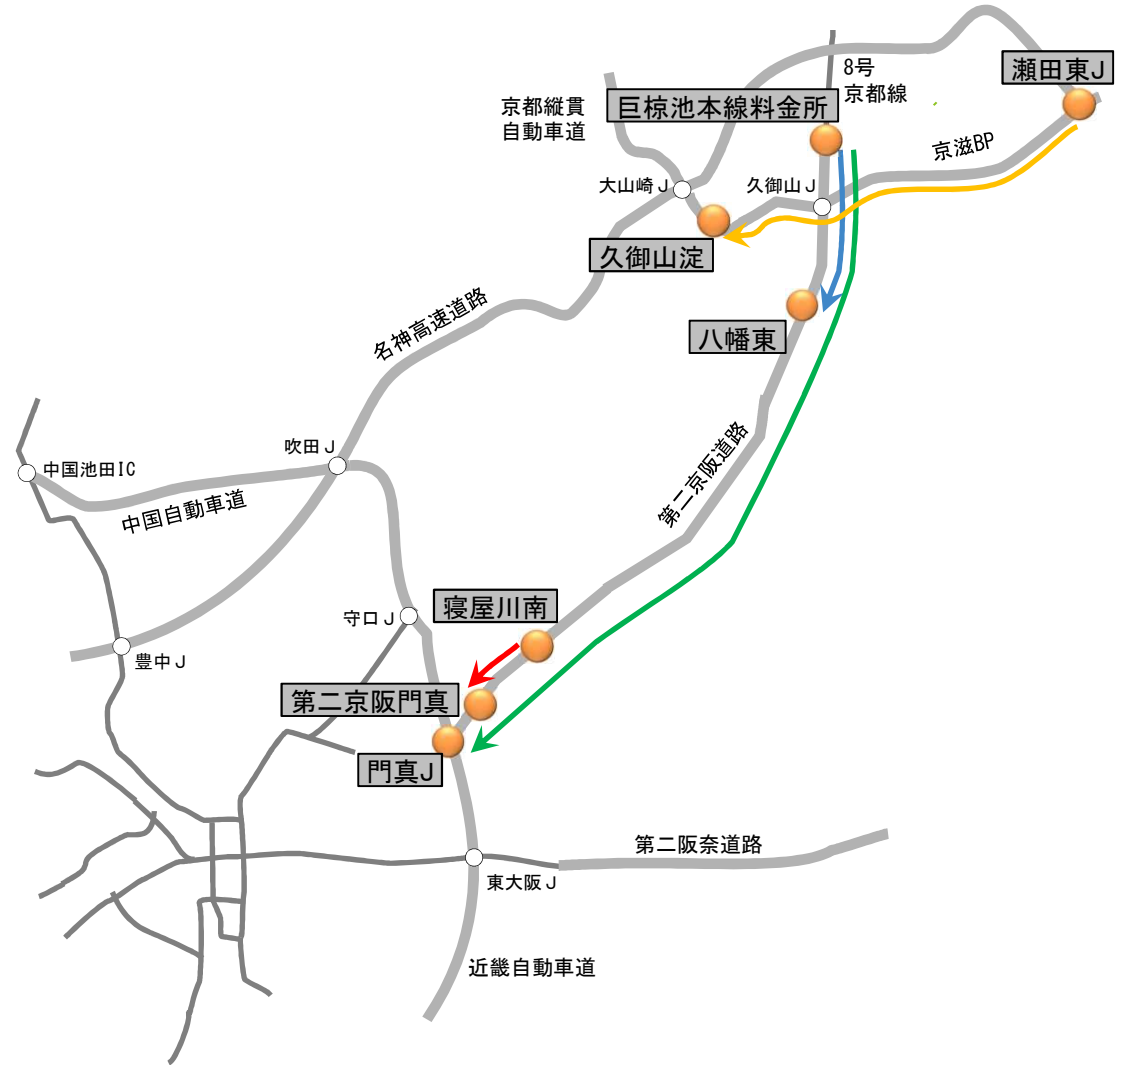 瀬田東J
8号
京都線
巨椋池本線料金所
京都縦貫
自動車道
京滋BP
大山崎J
久御山J
久御山淀
名神高速道路
八幡東
吹田J
中国池田IC
中国自動車道
第二京阪道路
寝屋川南
守口J
豊中J
第二京阪門真
門真J
第二阪奈道路
東大阪J
近畿自動車道